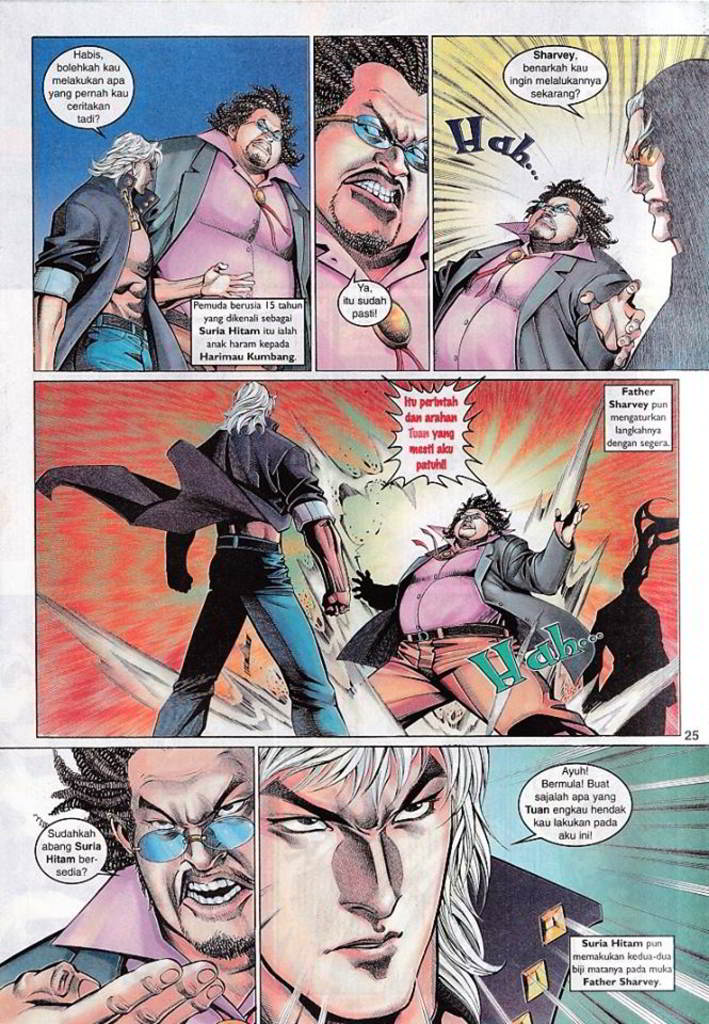 Habis,
bolehkah kau
melakukan apa
yang pernah kau
ceritakan
tadi?
Pemuda berusia 15 tahun
yang dikenali sebagai
Suria Hitam itu ialah
anak haram kepada
Harimau Kumbang.
Ya,
itu sudah
pasti!
Sharvey,
benarkah kau
ingin melalukannya
sekarang?
Hah...
Itu perintah
dan arahan
Tuan yang
mesti aku
patuhi!
Father
Sharvey pun
mengaturkan
langkahnya
dengan segera.
Hah...
25
Sudahkah
abang Suria
Hitam ber-
sedia?
Ayuh!
Bermula! Buat
sajalah apa yang
Tuan engkau hendak
kau lakukan pada
aku ini!
Suria Hitam pun
memakukan kedua-dua
biji matanya pada muka
Father Sharvey.